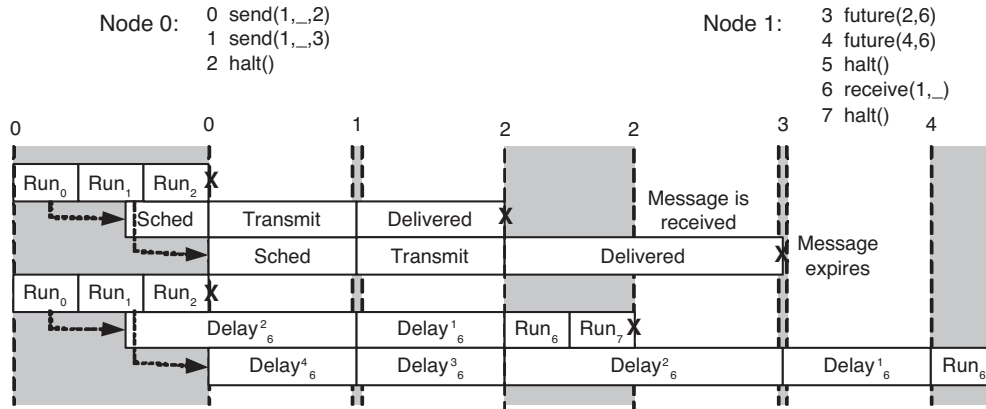 Node 0:
0 send(1,_,2)
1 send(1,_,3)
2 halt()
Node 1:
3 future(2,6)
4 future(4,6)
5 halt()
6 receive(1,_)
7 halt()
0 0 1 2 2 3 4
Run₀ Run₁ Run₂ X
Sched Transmit Delivered X
Message is
received
Sched Transmit Delivered X
Message
expires
Run₀ Run₁ Run₂ X
Delay²₆ Delay¹₆ Run₆ Run₇ X
Delay⁴₆ Delay³₆ Delay²₆ Delay¹₆ Run₆